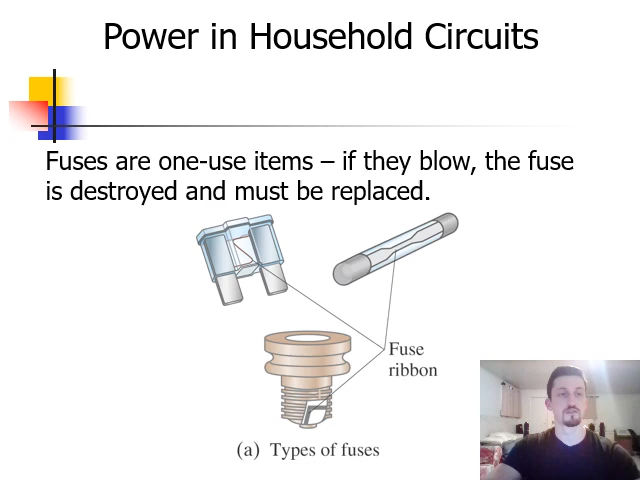 Power in Household Circuits
Fuses are one-use items – if they blow, the fuse
is destroyed and must be replaced.
Fuse
ribbon
(a) Types of fuses